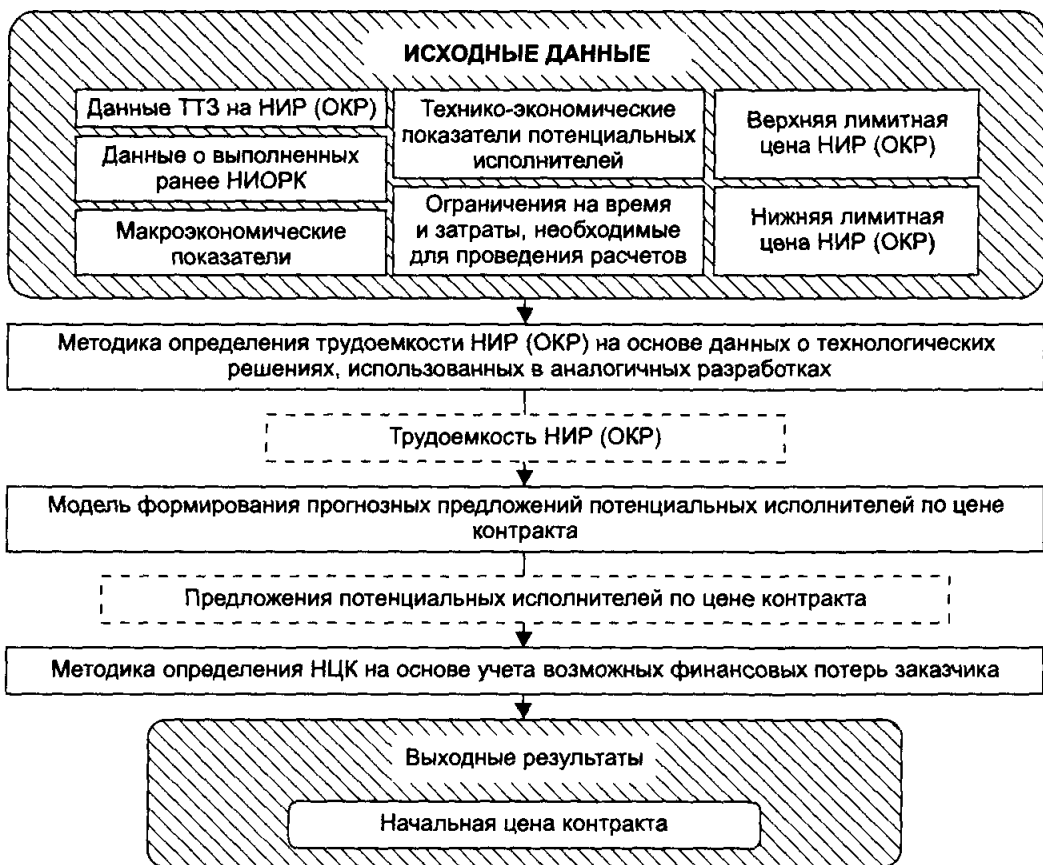 ИСХОДНЫЕ ДАННЫЕ
Данные ТТЗ на НИР (ОКР)
Данные о выполненных
ранее НИОРК
Макроэкономические
показатели
Технико-экономические
показатели потенциальных
исполнителей
Ограничения на время
и затраты, необходимые
для проведения расчетов
Верхняя лимитная
цена НИР (ОКР)
Нижняя лимитная
цена НИР (ОКР)
Методика определения трудоемкости НИР (ОКР) на основе данных о технологических
решениях, использованных в аналогичных разработках
Трудоемкость НИР (ОКР)
Модель формирования прогнозных предложений потенциальных исполнителей по цене
контракта
Предложения потенциальных исполнителей по цене контракта
Методика определения НЦК на основе учета возможных финансовых потерь заказчика
Выходные результаты
Начальная цена контракта